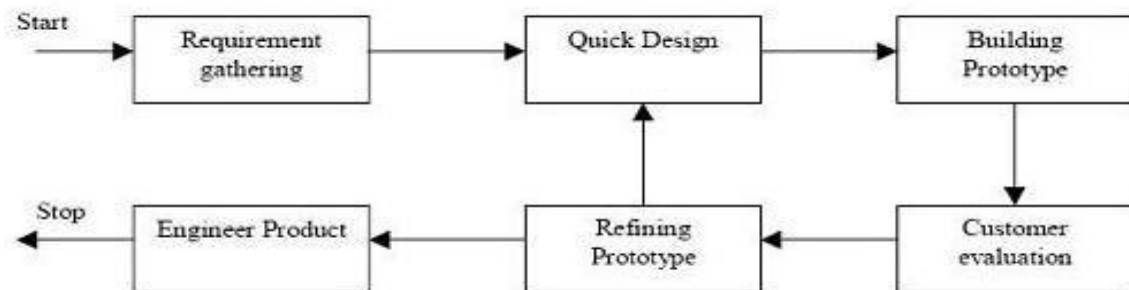 Start
Requirement
gathering
Quick Design
Building
Prototype
Stop
Engineer Product
Refining
Prototype
Customer
evaluation